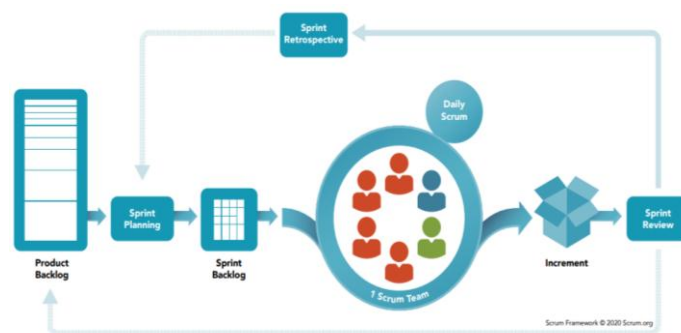 Sprint
Retrospective
Daily
Scrum
Sprint
Planning
Sprint
Review
Product
Backlog
Sprint
Backlog
1 Scrum Team
Increment
Scrum Framework © 2020 Scrum.org